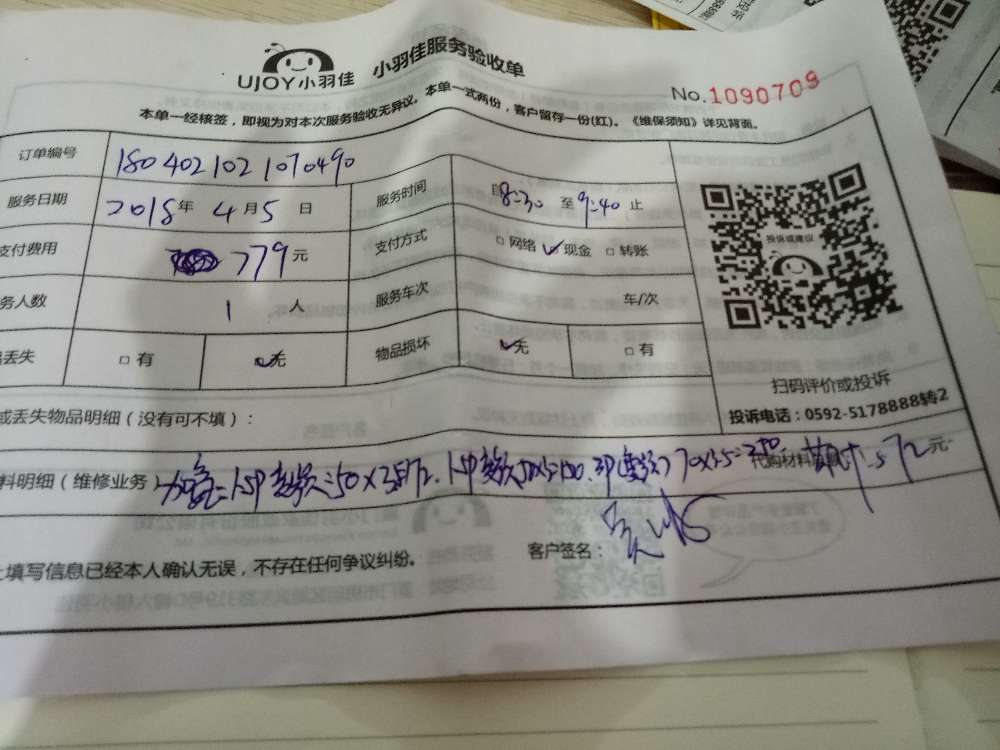 UJOY小羽佳 小羽佳服务验收单
No.1090709
本单一经核签，即视为对本次服务验收无异议。本单一式两份，客户留存一份(红)。《维保须知》详见背面。
订单编号 1804021021070490
服务日期 2018年 4月5日 服务时间 自8:30 至9:40 止
支付费用 779元 支付方式 □网络 ☑现金 □转账
务人数 1 人 服务车次 车/次
丢失 □有 ☑无 物品损坏 ☑无 □有
投诉或建议
扫码评价或投诉
投诉电话：0592-5178888转2
或丢失物品明细（没有可不填）：
料明细（维修业务） 代购材料 元
填写信息已经本人确认无误，不存在任何争议纠纷。
客户签名：